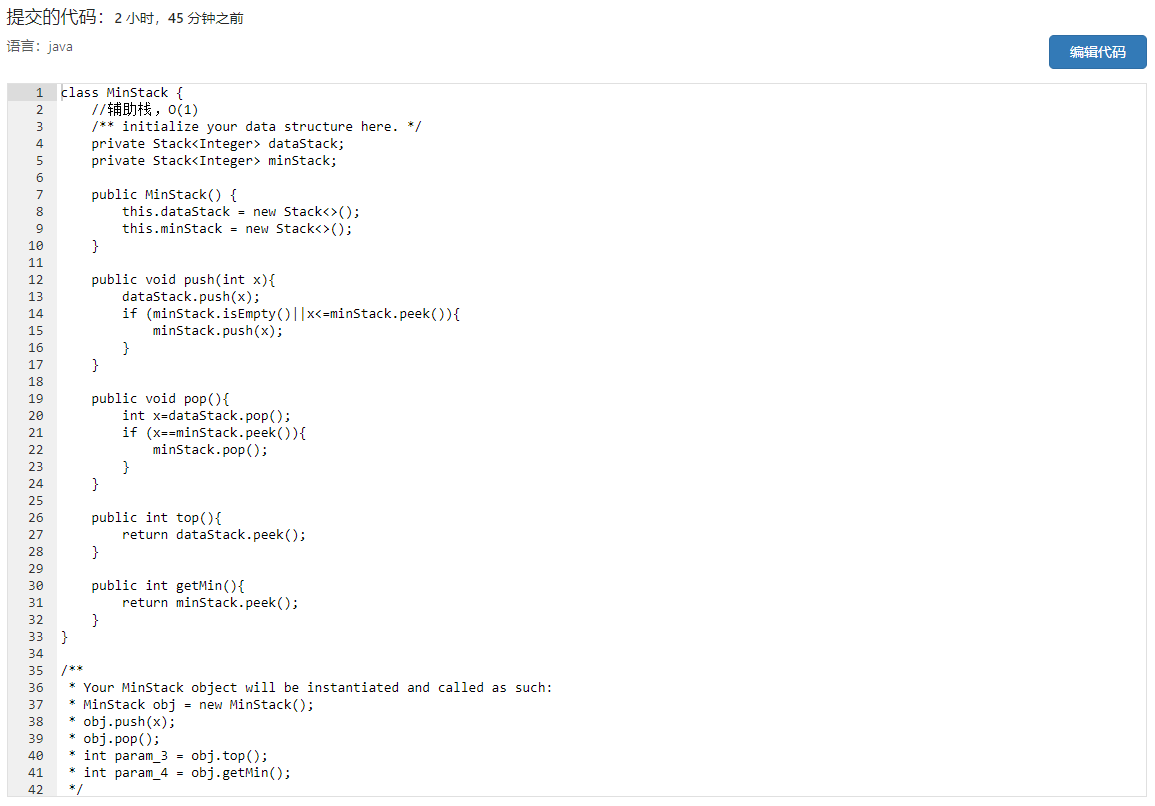 提交的代码：2 小时，45 分钟之前
语言：java
编辑代码
1 class MinStack {
2     //辅助栈，O(1)
3     /** initialize your data structure here. */
4     private Stack<Integer> dataStack;
5     private Stack<Integer> minStack;
6
7     public MinStack() {
8         this.dataStack = new Stack<>();
9         this.minStack = new Stack<>();
10     }
11
12     public void push(int x){
13         dataStack.push(x);
14         if (minStack.isEmpty()||x<=minStack.peek()){
15             minStack.push(x);
16         }
17     }
18
19     public void pop(){
20         int x=dataStack.pop();
21         if (x==minStack.peek()){
22             minStack.pop();
23         }
24     }
25
26     public int top(){
27         return dataStack.peek();
28     }
29
30     public int getMin(){
31         return minStack.peek();
32     }
33 }
34
35 /**
36  * Your MinStack object will be instantiated and called as such:
37  * MinStack obj = new MinStack();
38  * obj.push(x);
39  * obj.pop();
40  * int param_3 = obj.top();
41  * int param_4 = obj.getMin();
42  */